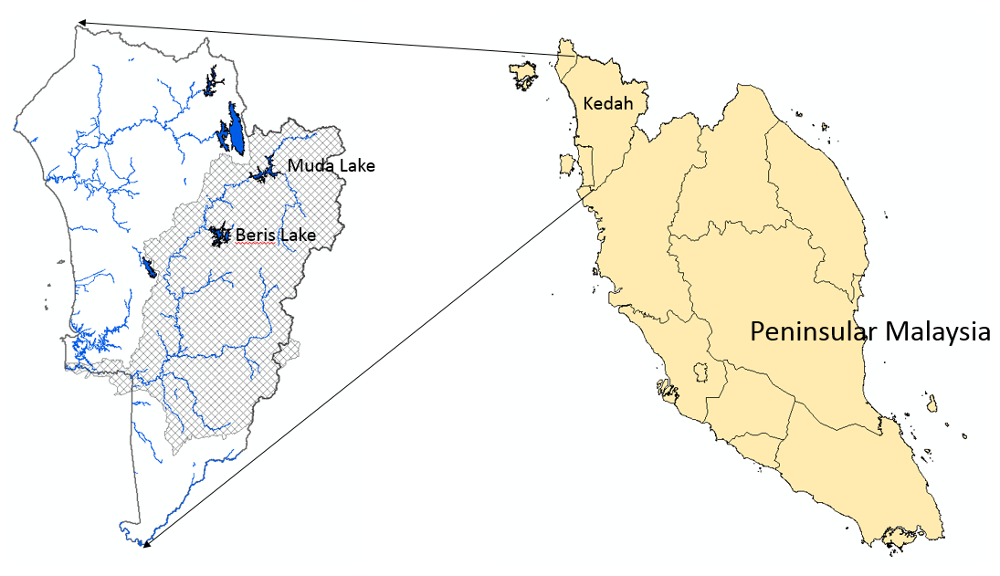 Kedah
Muda Lake
Beris Lake
Peninsular Malaysia